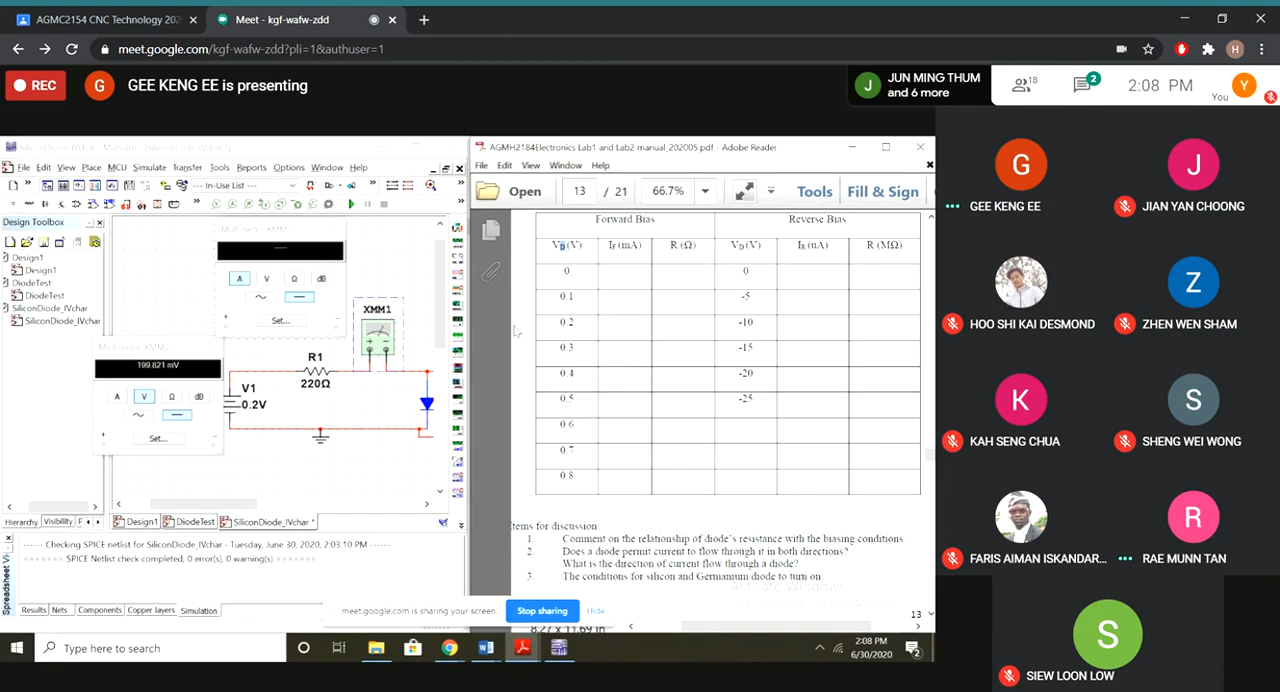 AGMC2154 CNC Technology 202
Meet - kgf-wafw-zdd
meet.google.com/kgf-wafw-zdd?pli=1&authuser=1
H
REC
G
GEE KENG EE is presenting
J
JUN MING THUM
and 6 more
18
2
2:08 PM
You
Y
File Edit View Place MCU Simulate Transfer Tools Reports Options Window Help
--- In-Use List ---
Design Toolbox
Design1
Design1
DiodeTest
DiodeTest
SiliconDiode_IVchar
SiliconDiode_IVchar
A V Ω dB
Set...
XMM1
199.821 mV
A V Ω dB
Set...
R1
220Ω
V1
0.2V
Hierarchy Visibility
Design1 DiodeTest SiliconDiode_IVchar *
Spreadsheet View
----- Checking SPICE netlist for SiliconDiode_IVchar - Tuesday, June 30, 2020, 2:03:10 PM -----
======= SPICE Netlist check completed, 0 error(s), 0 warning(s) =======
Results Nets Components Copper layers Simulation
AGMH2184Electronics Lab1 and Lab2 manual_202005.pdf - Adobe Reader
File Edit View Window Help
Open 13 / 21 66.7% Tools Fill & Sign
Forward Bias Reverse Bias
VD (V) IF (mA) R (Ω) VD (V) IR (uA) R (MΩ)
0 0
0.1 -5
0.2 -10
0.3 -15
0.4 -20
0.5 -25
0.6
0.7
0.8
Items for discussion
1. Comment on the relationship of diode's resistance with the biasing conditions
2. Does a diode permit current to flow through it in both directions?
What is the direction of current flow through a diode?
3. The conditions for silicon and Germanium diode to turn on.
Activate Windows
13
8.27 x 11.69 in
meet.google.com is sharing your screen.
Stop sharing
Hide
Type here to search
2:08 PM
6/30/2020
2
G
GEE KENG EE
J
JIAN YAN CHOONG
HOO SHI KAI DESMOND
Z
ZHEN WEN SHAM
K
KAH SENG CHUA
S
SHENG WEI WONG
FARIS AIMAN ISKANDAR...
R
RAE MUNN TAN
S
SIEW LOON LOW